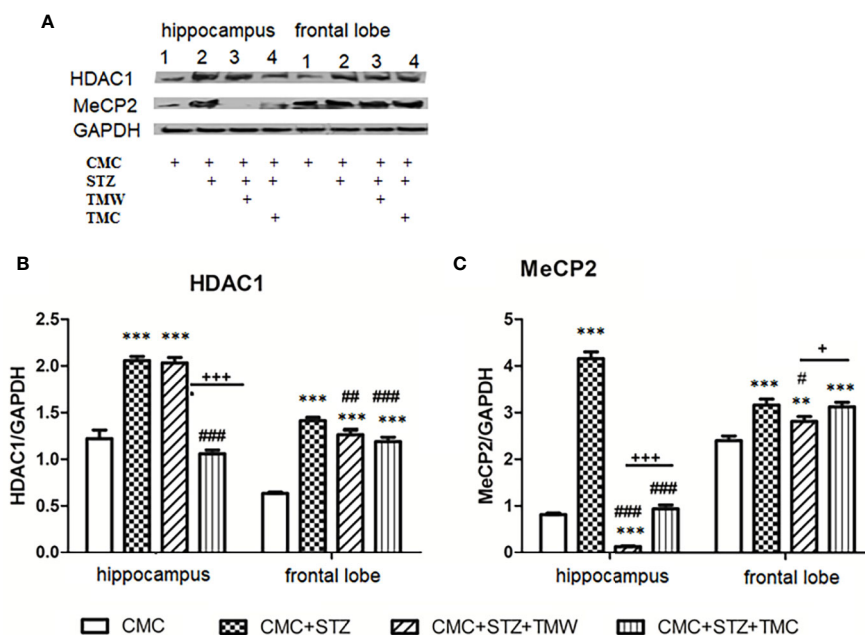 A
hippocampus frontal lobe
1 2 3 4 1 2 3 4
HDAC1
MeCP2
GAPDH
CMC + + + + + + + +
STZ + + + + + +
TMW + +
TMC + +
B
HDAC1
HDAC1/GAPDH
2.5
2.0
1.5
1.0
0.5
0.0
*** *** +++ ###
*** ## *** ### ***
hippocampus frontal lobe
C
MeCP2
MeCP2/GAPDH
5
4
3
2
1
0
*** ### *** +++ ###
*** # ** + ***
hippocampus frontal lobe
CMC CMC+STZ CMC+STZ+TMW CMC+STZ+TMC